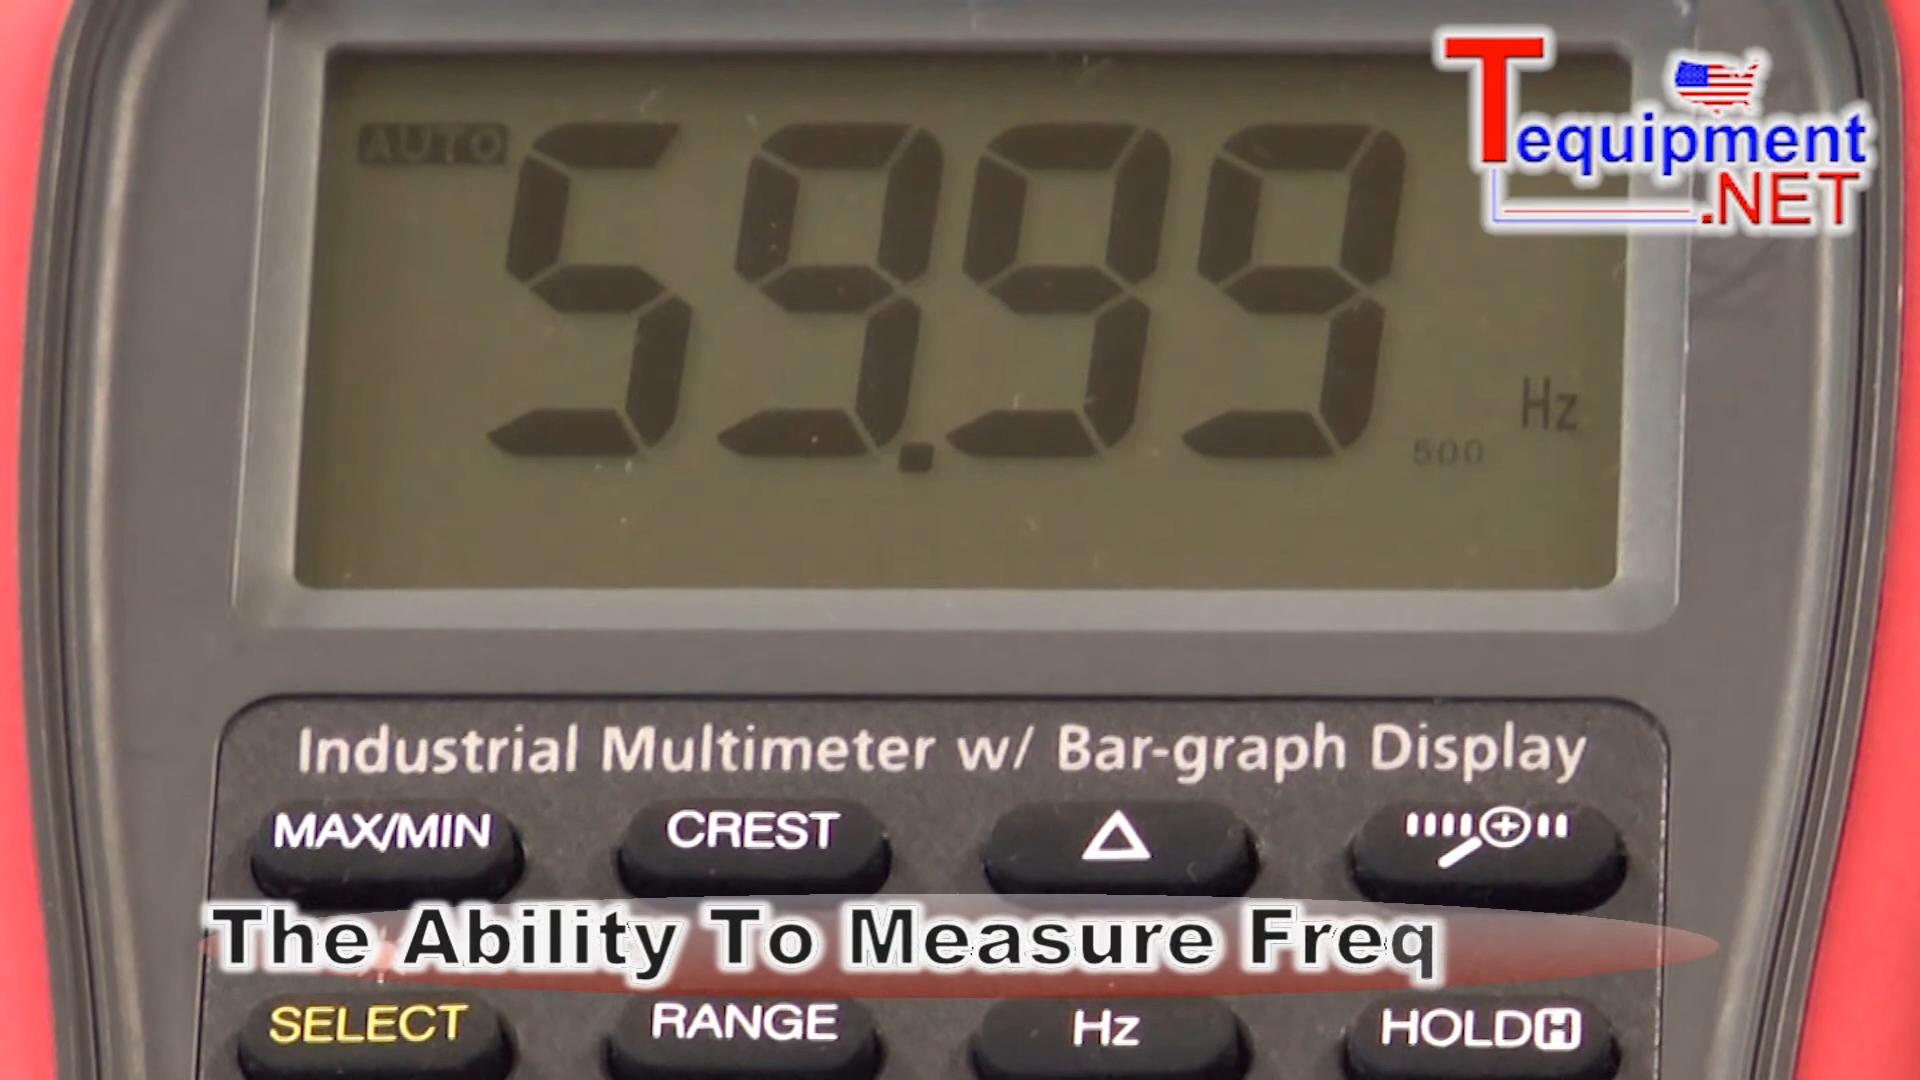 AUTO
59.99
Hz
500
Tequipment
.NET
Industrial Multimeter w/ Bar-graph Display
MAX/MIN CREST △
The Ability To Measure Freq
SELECT RANGE Hz HOLD H